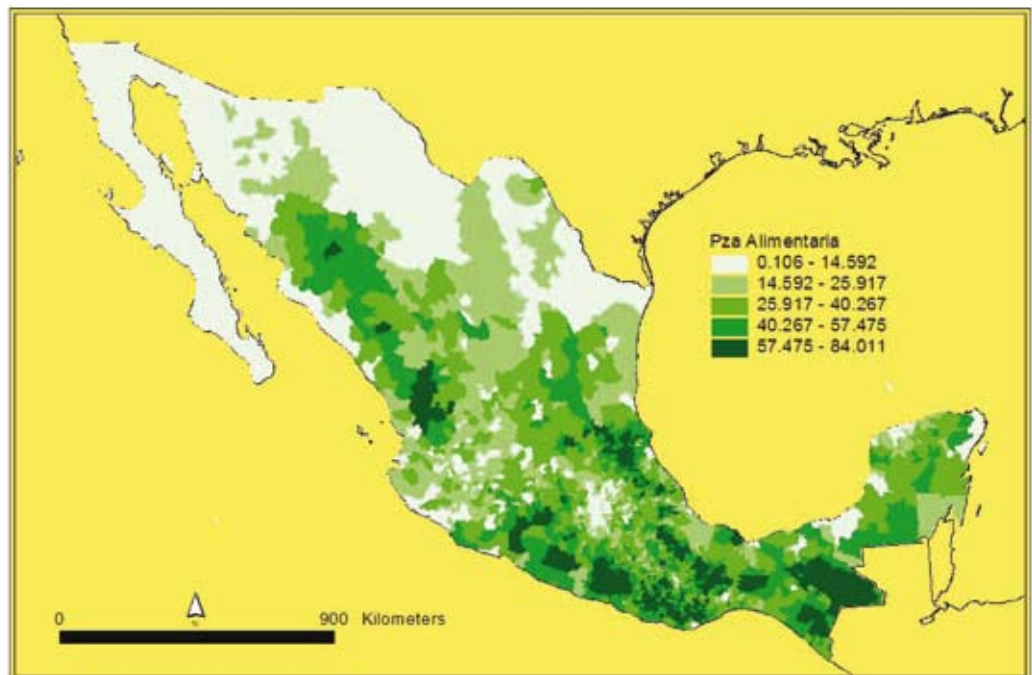 Pza Alimentaria
0.106 - 14.592
14.592 - 25.917
25.917 - 40.267
40.267 - 57.475
57.475 - 84.011
0 900 Kilometers